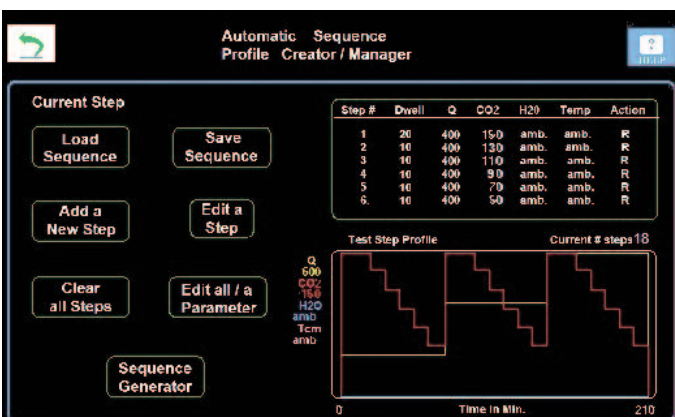 Automatic Sequence
Profile Creator / Manager
HELP
Current Step
Load
Sequence
Save
Sequence
Add a
New Step
Edit a
Step
Clear
all Steps
Edit all / a
Parameter
Sequence
Generator
Step # Dwell Q CO2 H20 Temp Action
1 20 400 150 amb. amb. R
2 10 400 130 amb. amb. R
3 10 400 110 amb. amb. R
4 10 400 90 amb. amb. R
5 10 400 70 amb. amb. R
6. 10 400 50 amb. amb. R
Test Step Profile
Current # steps 18
Q
600
CO2
150
H2O
amb
Tem
amb
0
Time in Min.
210